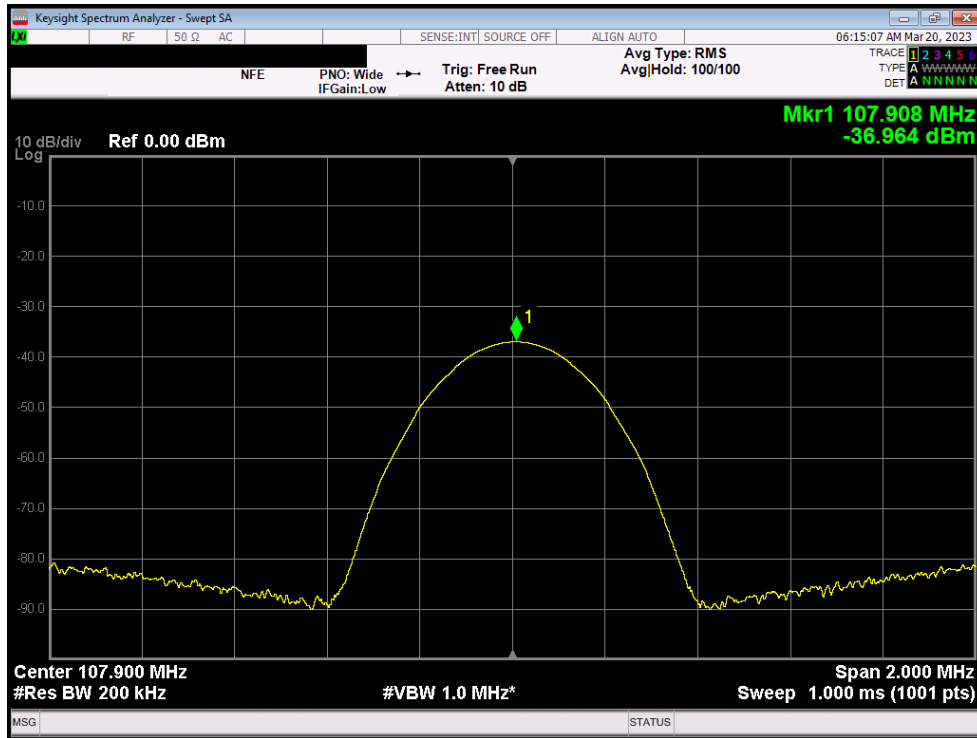 Keysight Spectrum Analyzer - Swept SA
LXI RF 50 Ω AC SENSE:INT SOURCE OFF ALIGN AUTO 06:15:07 AM Mar 20, 2023
NFE
PNO: Wide
IFGain:Low
Trig: Free Run
Atten: 10 dB
Avg Type: RMS
Avg|Hold: 100/100
TRACE 1 2 3 4 5 6
TYPE A WWWWW
DET A N N N N N
Mkr1 107.908 MHz
-36.964 dBm
10 dB/div Ref 0.00 dBm
Log
-10.0
-20.0
-30.0
1
-40.0
-50.0
-60.0
-70.0
-80.0
-90.0
Center 107.900 MHz Span 2.000 MHz
#Res BW 200 kHz #VBW 1.0 MHz* Sweep 1.000 ms (1001 pts)
MSG STATUS